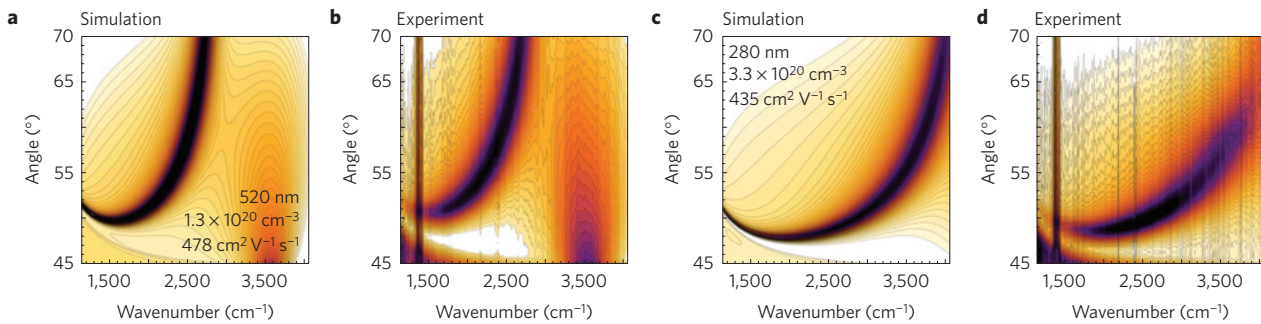 a Simulation
70
65
55
45
Angle (°)
520 nm
1.3 × 10²⁰ cm⁻³
478 cm² V⁻¹ s⁻¹
1,500 2,500 3,500
Wavenumber (cm⁻¹)
b Experiment
70
65
55
45
Angle (°)
1,500 2,500 3,500
Wavenumber (cm⁻¹)
c Simulation
70
65
55
45
Angle (°)
280 nm
3.3 × 10²⁰ cm⁻³
435 cm² V⁻¹ s⁻¹
1,500 2,500 3,500
Wavenumber (cm⁻¹)
d Experiment
70
65
55
45
Angle (°)
1,500 2,500 3,500
Wavenumber (cm⁻¹)